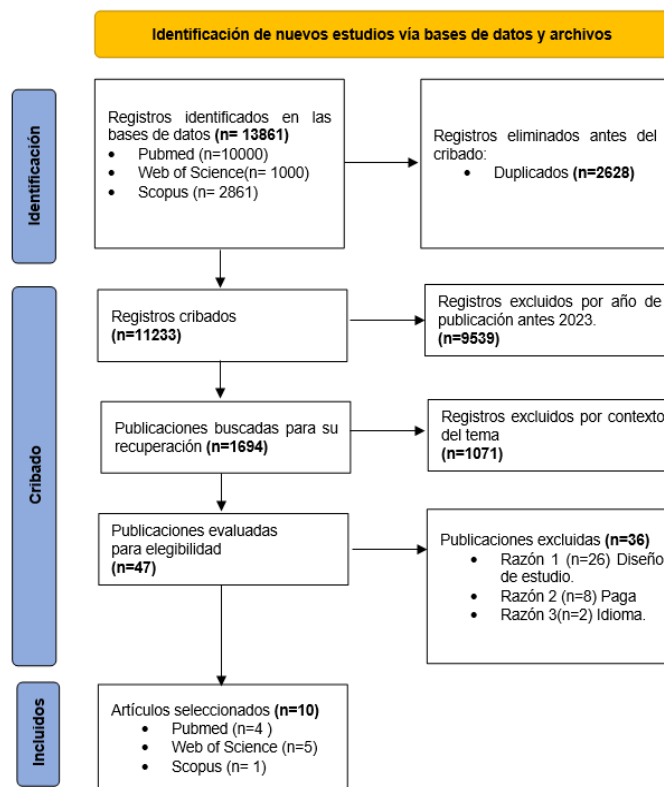 Identificación de nuevos estudios vía bases de datos y archivos
Identificación
Registros identificados en las
bases de datos (n= 13861)
• Pubmed (n=10000)
• Web of Science(n= 1000)
• Scopus (n= 2861)
Registros eliminados antes del
cribado:
• Duplicados (n=2628)
Cribado
Registros cribados
(n=11233)
Registros excluidos por año de
publicación antes 2023.
(n=9539)
Publicaciones buscadas para su
recuperación (n=1694)
Registros excluidos por contexto
del tema
(n=1071)
Publicaciones evaluadas
para elegibilidad
(n=47)
Publicaciones excluidas (n=36)
• Razón 1 (n=26) Diseño
de estudio.
• Razón 2 (n=8) Paga
• Razón 3(n=2) Idioma.
Incluidos
Artículos seleccionados (n=10)
• Pubmed (n=4 )
• Web of Science (n=5)
• Scopus (n= 1)